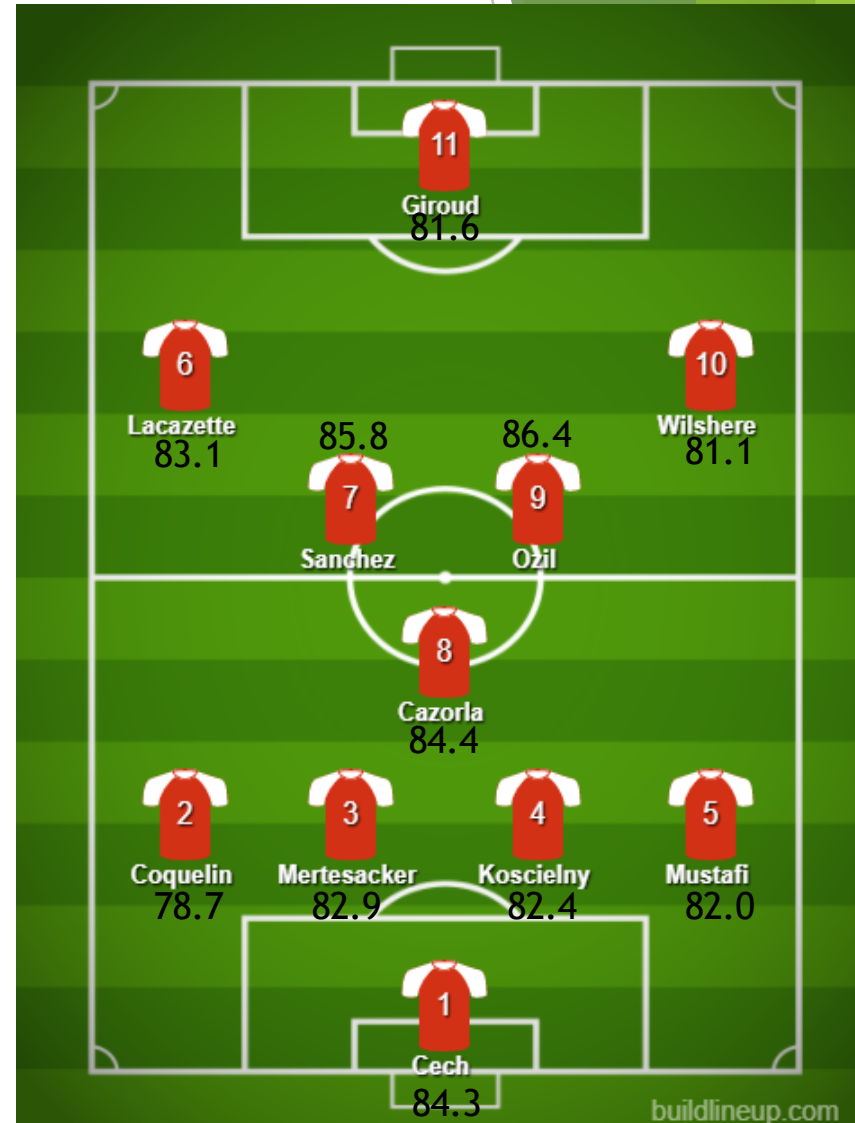 11
Giroud
81.6
6
Lacazette
83.1
10
Wilshere
81.1
85.8
7
Sanchez
86.4
9
Ozil
8
Cazorla
84.4
2
Coquelin
78.7
3
Mertesacker
82.9
4
Koscielny
82.4
5
Mustafi
82.0
1
Cech
84.3
buildlineup.com